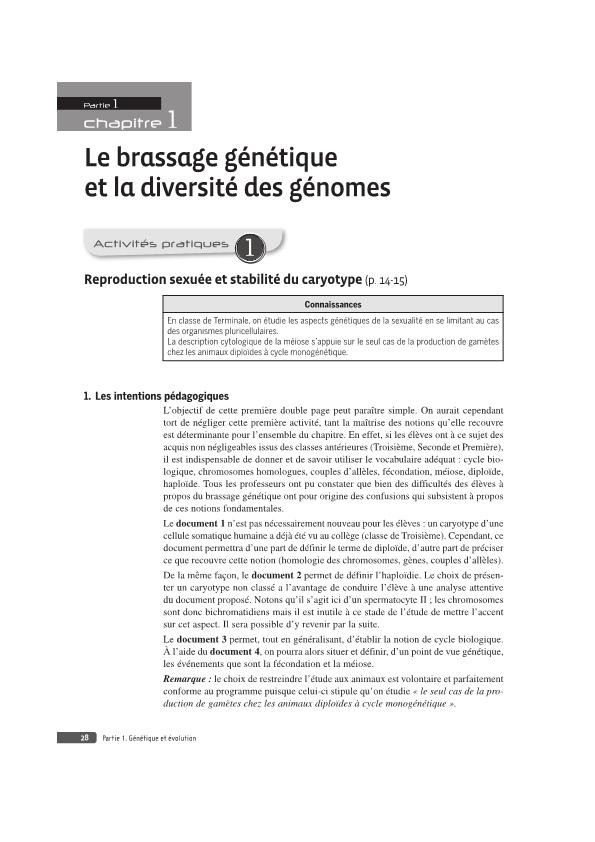 Partie 1
chapitre 1
Le brassage génétique
et la diversité des génomes
Activités pratiques 1
Reproduction sexuée et stabilité du caryotype (p. 14-15)
Connaissances
En classe de Terminale, on étudie les aspects génétiques de la sexualité en se limitant au cas
des organismes pluricellulaires.
La description cytologique de la méiose s'appuie sur le seul cas de la production de gamètes
chez les animaux diploïdes à cycle monogénétique.
1. Les intentions pédagogiques
L'objectif de cette première double page peut paraître simple. On aurait cependant
tort de négliger cette première activité, tant la maîtrise des notions qu'elle recouvre
est déterminante pour l'ensemble du chapitre. En effet, si les élèves ont à ce sujet des
acquis non négligeables issus des classes antérieures (Troisième, Seconde et Première),
il est indispensable de donner et de savoir utiliser le vocabulaire adéquat : cycle bio-
logique, chromosomes homologues, couples d'allèles, fécondation, méiose, diploïde,
haploïde. Tous les professeurs ont pu constater que bien des difficultés des élèves à
propos du brassage génétique ont pour origine des confusions qui subsistent à propos
de ces notions fondamentales.
Le document 1 n'est pas nécessairement nouveau pour les élèves : un caryotype d'une
cellule somatique humaine a déjà été vu au collège (classe de Troisième). Cependant, ce
document permettra d'une part de définir le terme de diploïde, d'autre part de préciser
ce que recouvre cette notion (homologie des chromosomes, gènes, couples d'allèles).
De la même façon, le document 2 permet de définir l'haploïdie. Le choix de présen-
ter un caryotype non classé a l'avantage de conduire l'élève à une analyse attentive
du document proposé. Notons qu'il s'agit ici d'un spermatocyte II ; les chromosomes
sont donc bichromatidiens mais il est inutile à ce stade de l'étude de mettre l'accent
sur cet aspect. Il sera possible d'y revenir par la suite.
Le document 3 permet, tout en généralisant, d'établir la notion de cycle biologique.
À l'aide du document 4, on pourra alors situer et définir, d'un point de vue génétique,
les événements que sont la fécondation et la méiose.
Remarque : le choix de restreindre l'étude aux animaux est volontaire et parfaitement
conforme au programme puisque celui-ci stipule qu'on étudie « le seul cas de la pro-
duction de gamètes chez les animaux diploïdes à cycle monogénétique ».
28 Partie 1. Génétique et évolution